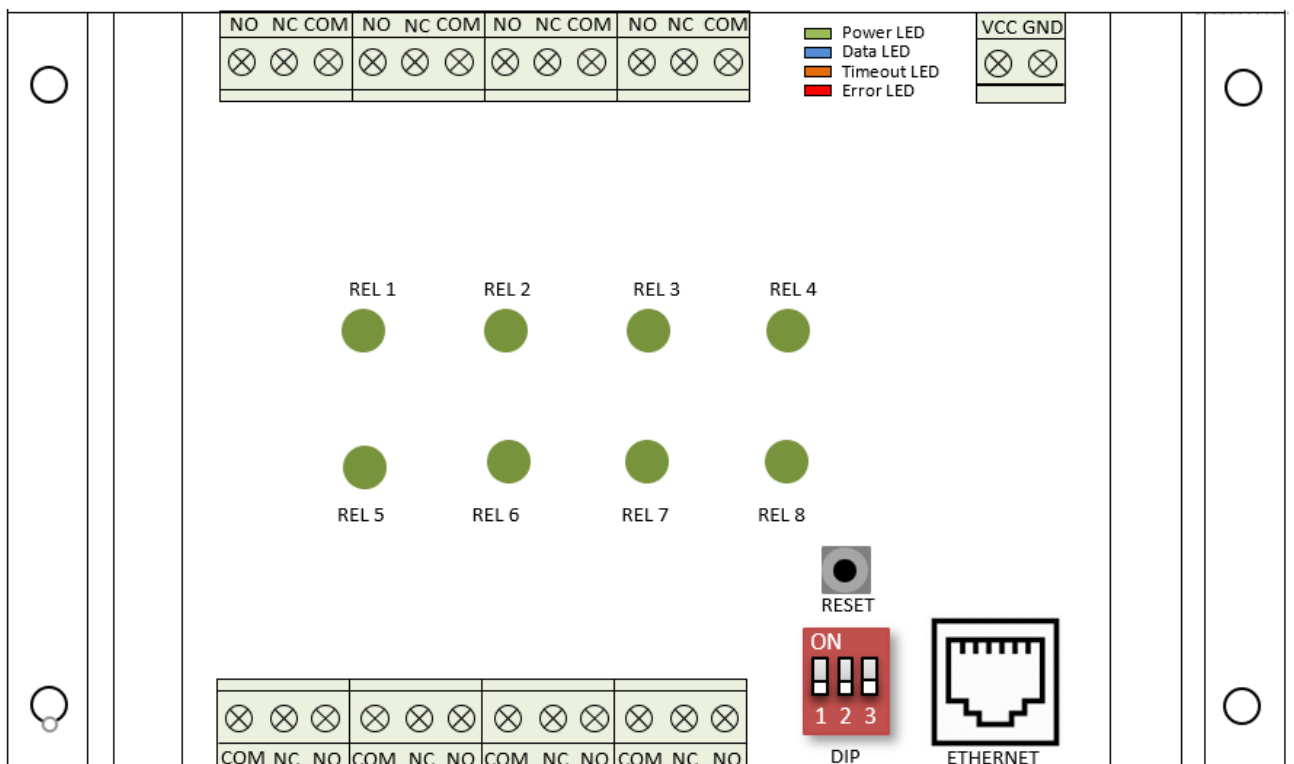 NO NC COM NO NC COM NO NC COM NO NC COM
VCC GND
Power LED
Data LED
Timeout LED
Error LED
REL 1 REL 2 REL 3 REL 4
REL 5 REL 6 REL 7 REL 8
RESET
ON
1 2 3
DIP
ETHERNET
COM NC NO COM NC NO COM NC NO COM NC NO